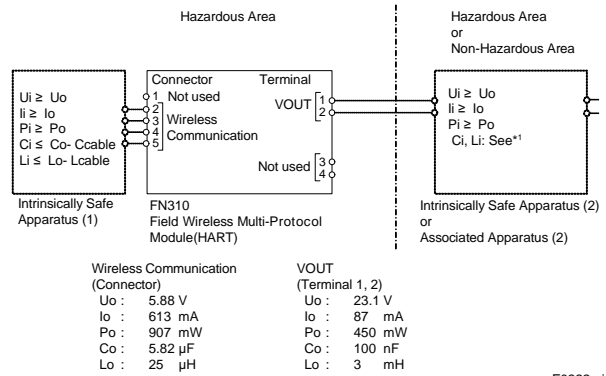 Hazardous Area
Hazardous Area
or
Non-Hazardous Area
Ui ≥ Uo
Ii ≥ Io
Pi ≥ Po
Ci ≤ Co- Ccable
Li ≤ Lo- Lcable
Intrinsically Safe
Apparatus (1)
Connector
1 Not used
2
3 Wireless
4 Communication
5
Terminal
VOUT 1
2
Not used 3
4
FN310
Field Wireless Multi-Protocol
Module(HART)
Ui ≥ Uo
Ii ≥ Io
Pi ≥ Po
Ci, Li: See*1
Intrinsically Safe Apparatus (2)
or
Associated Apparatus (2)
Wireless Communication
(Connector)
Uo : 5.88 V
Io : 613 mA
Po : 907 mW
Co : 5.82 µF
Lo : 25 µH
VOUT
(Terminal 1, 2)
Uo : 23.1 V
Io : 87 mA
Po : 450 mW
Co : 100 nF
Lo : 3 mH